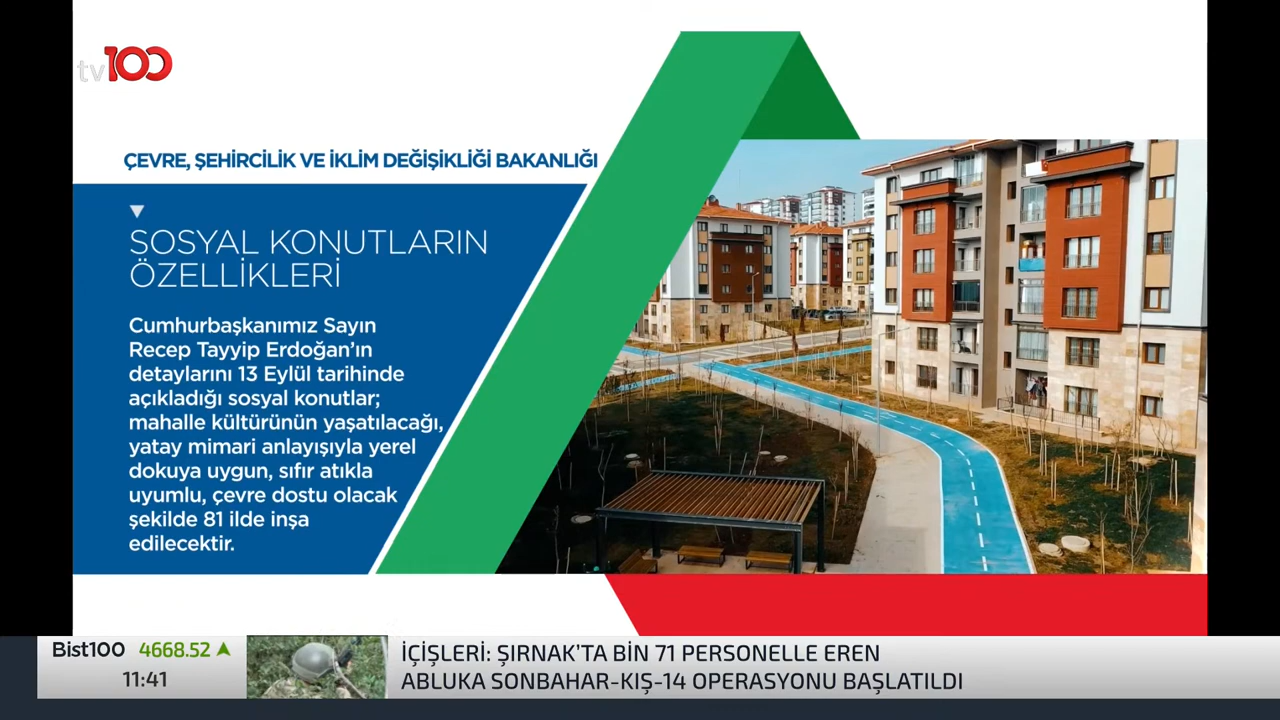 tv100
ÇEVRE, ŞEHİRCİLİK VE İKLİM DEĞİŞİKLİĞİ BAKANLIĞI
SOSYAL KONUTLARIN
ÖZELLİKLERİ
Cumhurbaşkanımız Sayın
Recep Tayyip Erdoğan’ın
detaylarını 13 Eylül tarihinde
açıkladığı sosyal konutlar;
mahalle kültürünün yaşatılacağı,
yatay mimari anlayışıyla yerel
dokuya uygun, sıfır atıkla
uyumlu, çevre dostu olacak
şekilde 81 ilde inşa
edilecektir.
Bist100 4668.52
11:41
İÇİŞLERİ: ŞIRNAK’TA BİN 71 PERSONELLE EREN
ABLUKA SONBAHAR-KIŞ-14 OPERASYONU BAŞLATILDI